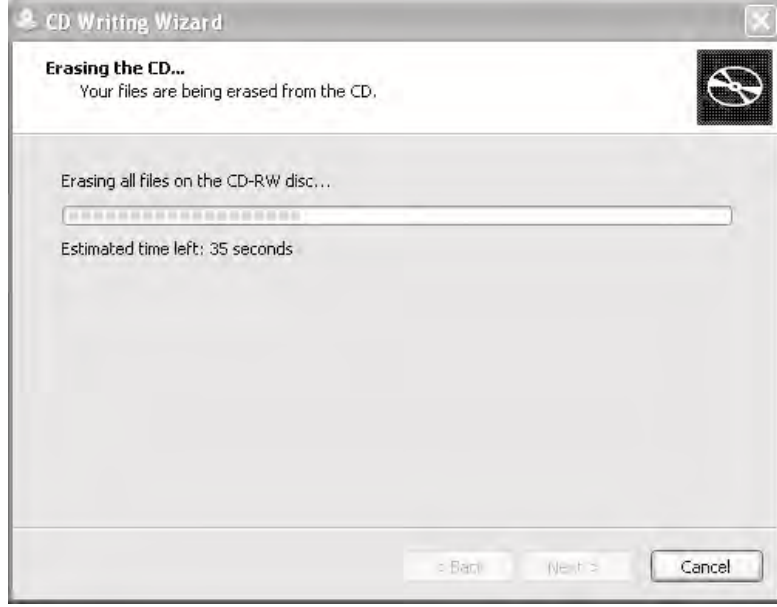 CD Writing Wizard
Erasing the CD...
Your files are being erased from the CD.
Erasing all files on the CD-RW disc...
Estimated time left: 35 seconds
< Back Next > Cancel